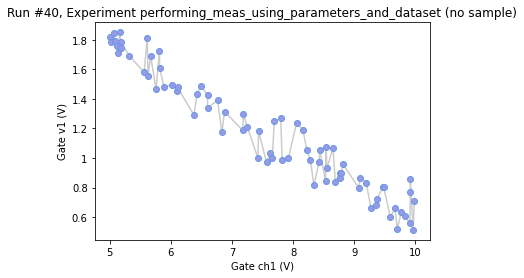 Run #40, Experiment performing_meas_using_parameters_and_dataset (no sample)
1.8
1.6
1.4
1.2
1
0.8
0.6
Gate v1 (V)
5 6 7 8 9 10
Gate ch1 (V)